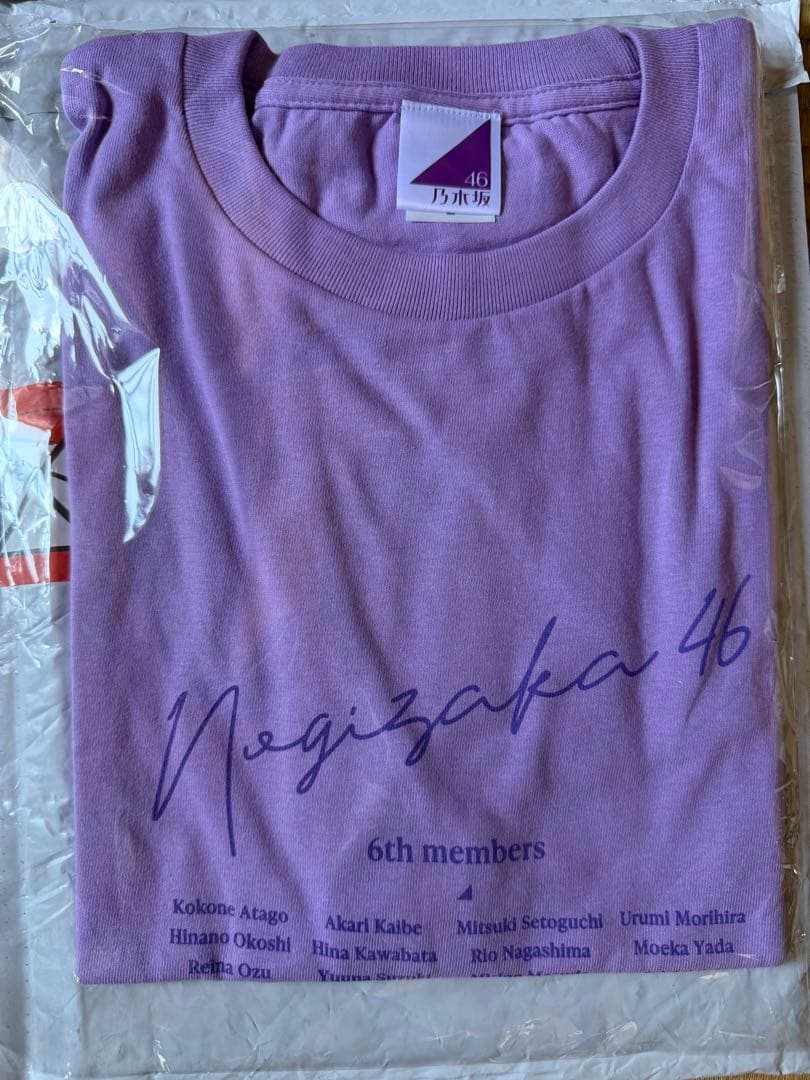 46
乃木坂
Nogizaka 46
6th members
Kokone Atago Akari Kaibe Mitsuki Setoguchi Urumi Morihira
Hinano Okoshi Hina Kawabata Rio Nagashima Moeka Yada
Reina Ozu